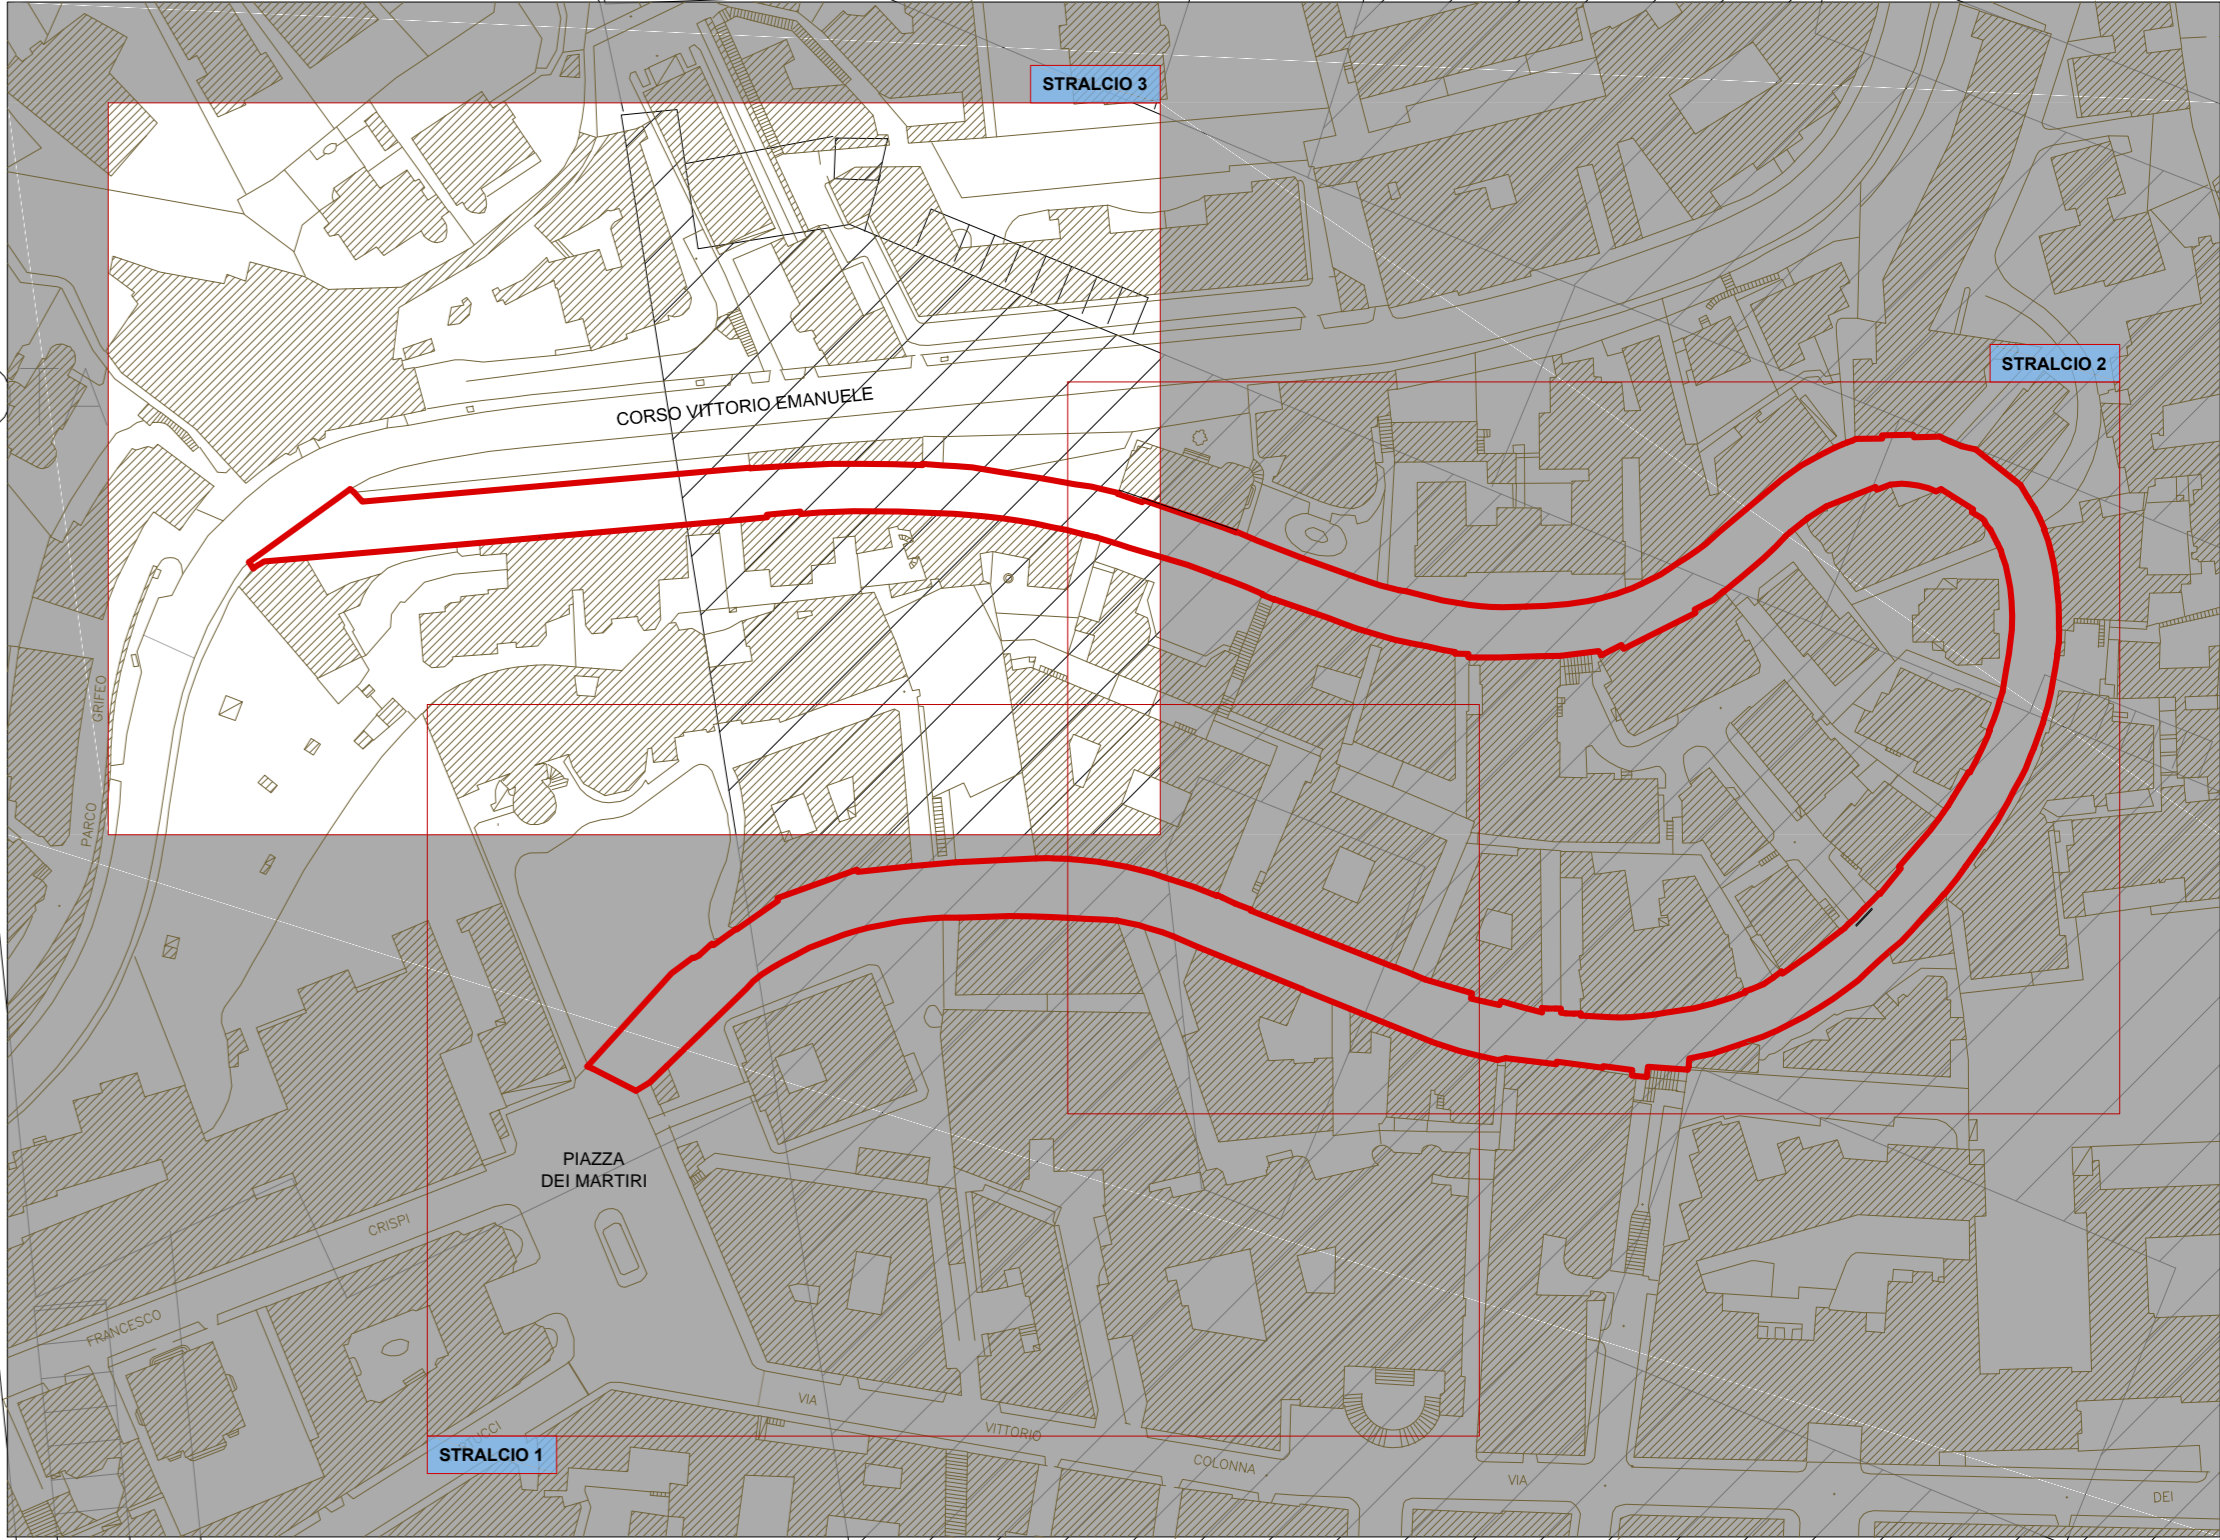 STRALCIO 3
STRALCIO 2
CORSO VITTORIO EMANUELE
GRIFEO
PARCO
PIAZZA
DEI MARTIRI
CRISPI
FRANCESCO
VIA
VITTORIO
STRALCIO 1
COLONNA
VIA
DEI